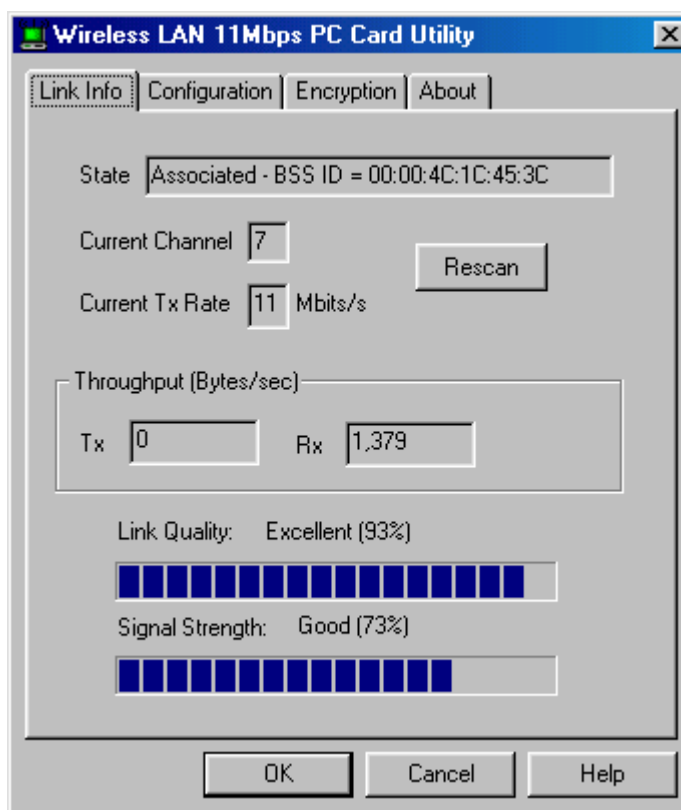 Wireless LAN 11Mbps PC Card Utility
Link Info Configuration Encryption About
State Associated - BSS ID = 00:00:4C:1C:45:3C
Current Channel 7
Rescan
Current Tx Rate 11 Mbits/s
Throughput (Bytes/sec)
Tx 0 Rx 1,379
Link Quality: Excellent (93%)
Signal Strength: Good (73%)
OK Cancel Help